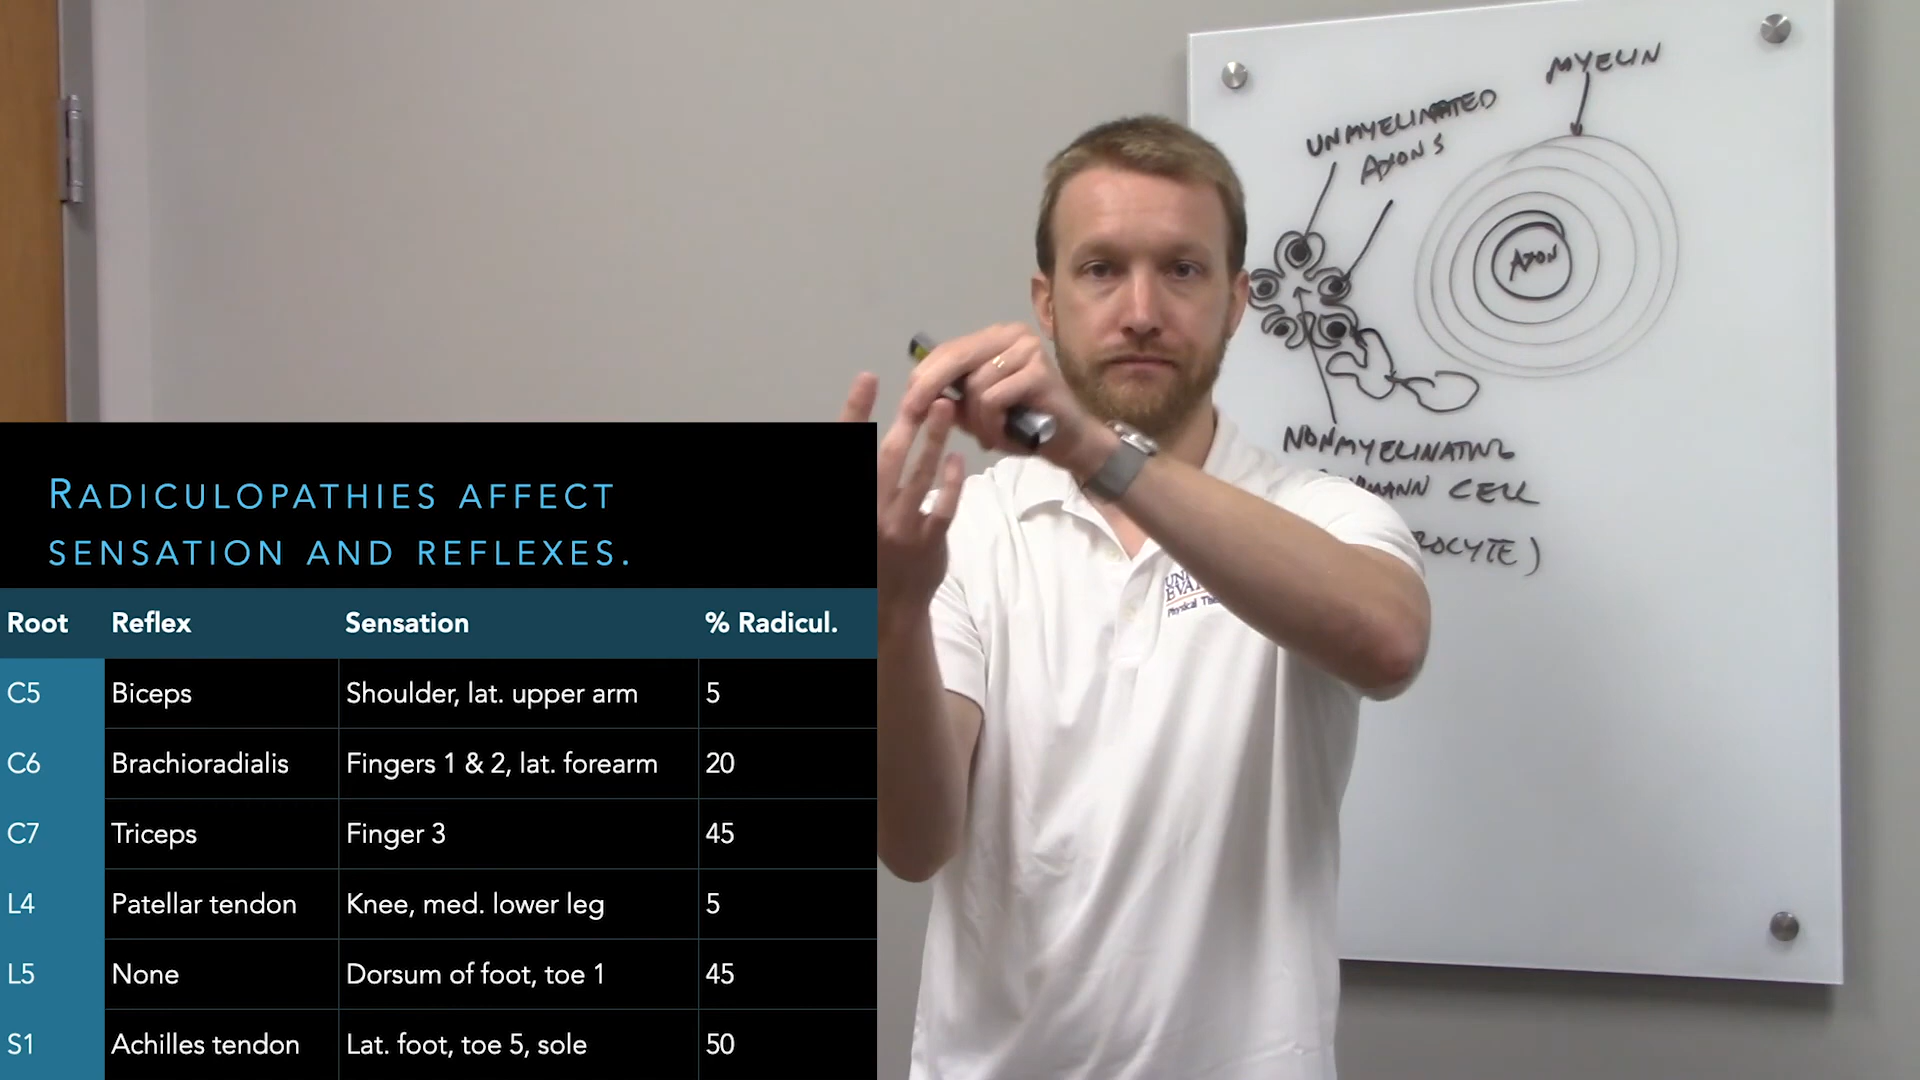 MYELIN
UNMYELINATED
AXONS
AXON
NONMYELINATING
CELL
RADICULOPATHIES AFFECT
SENSATION AND REFLEXES.
Root Reflex Sensation % Radicul.
C5 Biceps Shoulder, lat. upper arm 5
C6 Brachioradialis Fingers 1 & 2, lat. forearm 20
C7 Triceps Finger 3 45
L4 Patellar tendon Knee, med. lower leg 5
L5 None Dorsum of foot, toe 1 45
S1 Achilles tendon Lat. foot, toe 5, sole 50